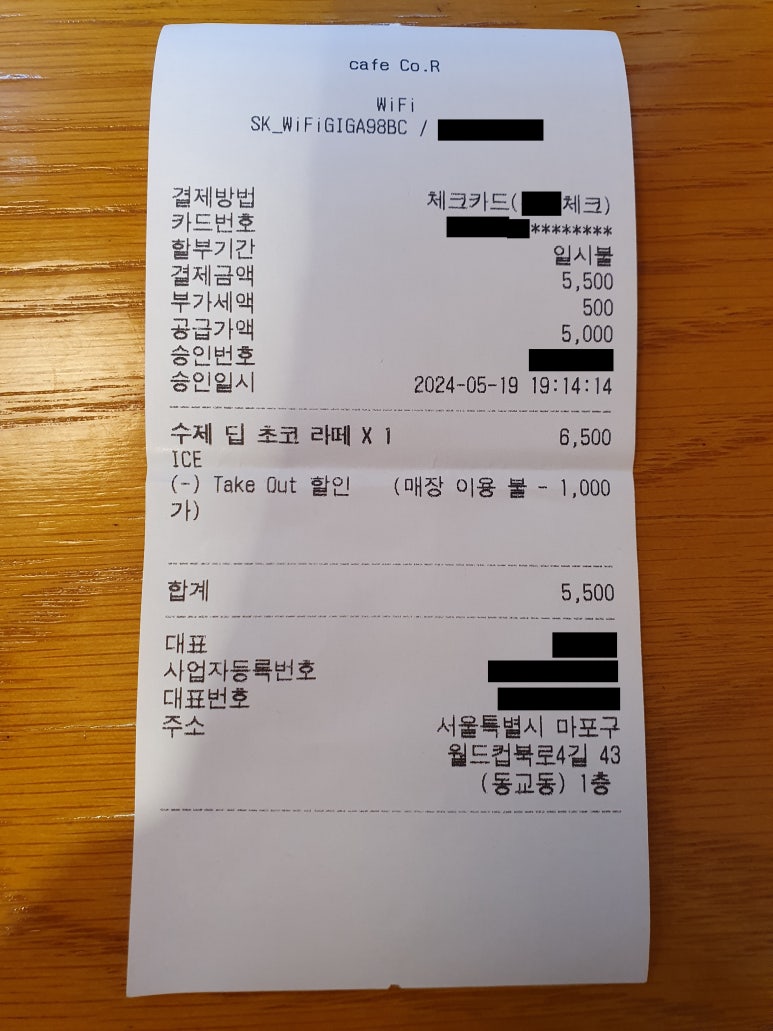 cafe Co.R
WiFi
SK_WiFiGIGA98BC /
결제방법 체크카드( 체크)
카드번호 ********
할부기간 일시불
결제금액 5,500
부가세액 500
공급가액 5,000
승인번호
승인일시 2024-05-19 19:14:14
수제 딥 초코 라떼 X 1 6,500
ICE
(-) Take Out 할인 (매장 이용 불 - 1,000
가)
합계 5,500
대표
사업자등록번호
대표번호
주소 서울특별시 마포구
월드컵북로4길 43
(동교동) 1층